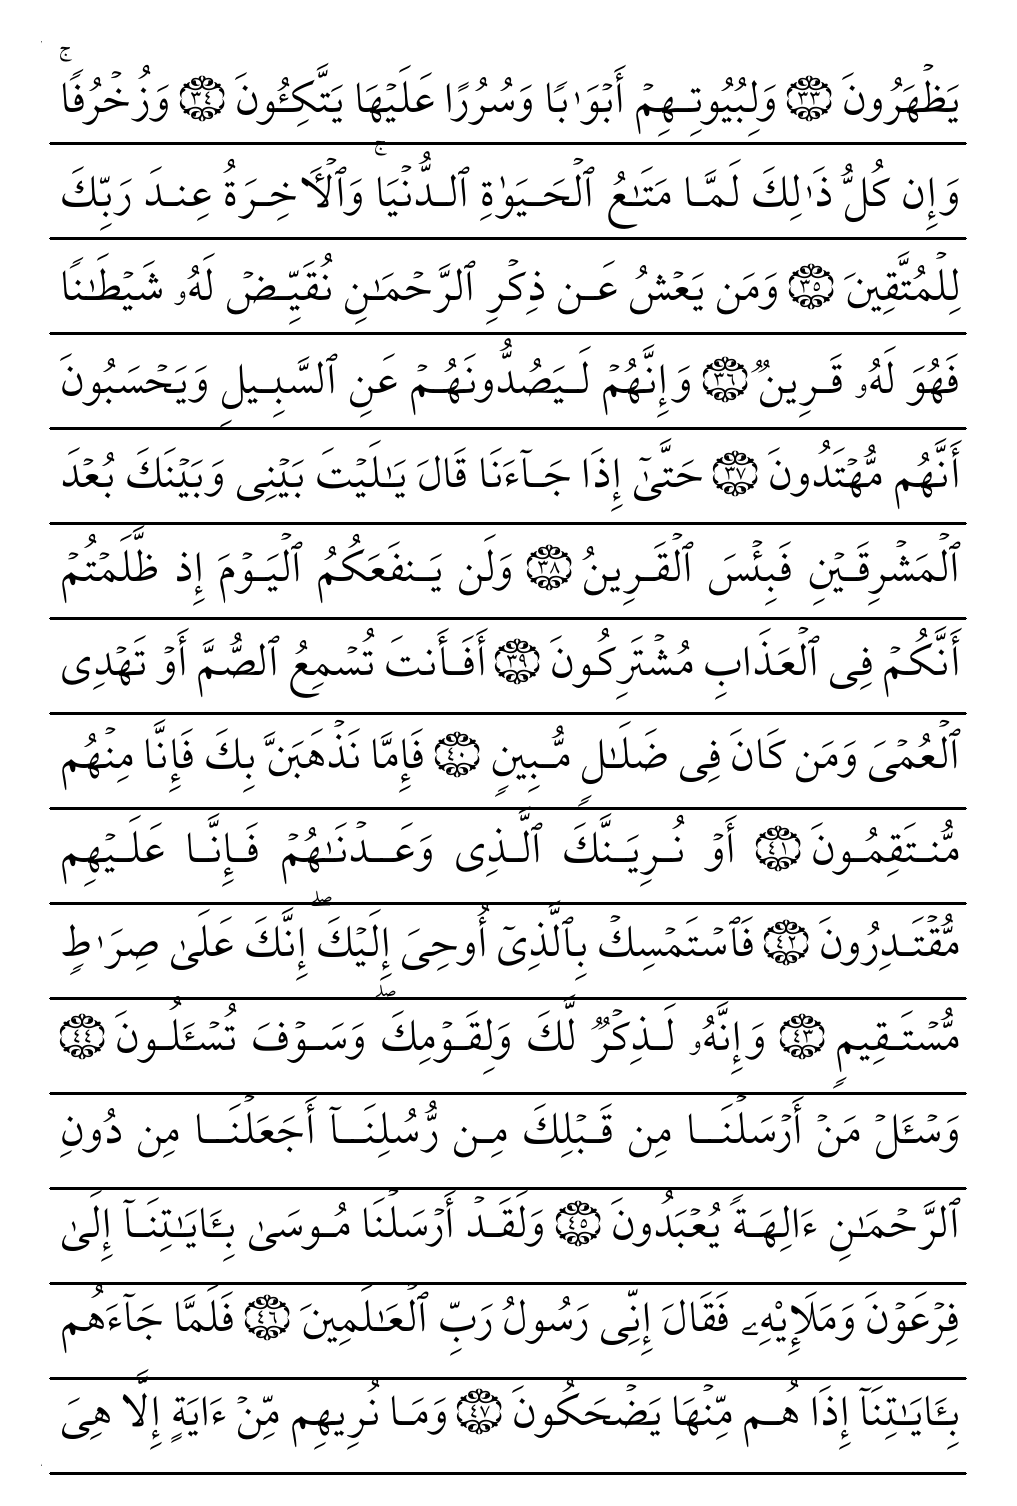 يَظۡهَرُونَ ٣٣ وَلِبُيُوتِهِمۡ أَبۡوَٰبٗا وَسُرُرًا عَلَيۡهَا يَتَّكِـُٔونَ ٣٤ وَزُخۡرُفٗاۚ
وَإِن كُلُّ ذَٰلِكَ لَمَّا مَتَٰعُ ٱلۡحَيَوٰةِ ٱلدُّنۡيَاۚ وَٱلۡأٓخِرَةُ عِندَ رَبِّكَ
لِلۡمُتَّقِينَ ٣٥ وَمَن يَعۡشُ عَن ذِكۡرِ ٱلرَّحۡمَٰنِ نُقَيِّضۡ لَهُۥ شَيۡطَٰنٗا
فَهُوَ لَهُۥ قَرِينٞ ٣٦ وَإِنَّهُمۡ لَيَصُدُّونَهُمۡ عَنِ ٱلسَّبِيلِ وَيَحۡسَبُونَ
أَنَّهُم مُّهۡتَدُونَ ٣٧ حَتَّىٰٓ إِذَا جَآءَنَا قَالَ يَٰلَيۡتَ بَيۡنِي وَبَيۡنَكَ بُعۡدَ
ٱلۡمَشۡرِقَيۡنِ فَبِئۡسَ ٱلۡقَرِينُ ٣٨ وَلَن يَنفَعَكُمُ ٱلۡيَوۡمَ إِذ ظَّلَمۡتُمۡ
أَنَّكُمۡ فِي ٱلۡعَذَابِ مُشۡتَرِكُونَ ٣٩ أَفَأَنتَ تُسۡمِعُ ٱلصُّمَّ أَوۡ تَهۡدِي
ٱلۡعُمۡيَ وَمَن كَانَ فِي ضَلَٰلٖ مُّبِينٖ ٤٠ فَإِمَّا نَذۡهَبَنَّ بِكَ فَإِنَّا مِنۡهُم
مُّنتَقِمُونَ ٤١ أَوۡ نُرِيَنَّكَ ٱلَّذِي وَعَدۡنَٰهُمۡ فَإِنَّا عَلَيۡهِم
مُّقۡتَدِرُونَ ٤٢ فَٱسۡتَمۡسِكۡ بِٱلَّذِيٓ أُوحِيَ إِلَيۡكَۖ إِنَّكَ عَلَىٰ صِرَٰطٖ
مُّسۡتَقِيمٖ ٤٣ وَإِنَّهُۥ لَذِكۡرٞ لَّكَ وَلِقَوۡمِكَۖ وَسَوۡفَ تُسۡـَٔلُونَ ٤٤
وَسۡـَٔلۡ مَنۡ أَرۡسَلۡنَا مِن قَبۡلِكَ مِن رُّسُلِنَآ أَجَعَلۡنَا مِن دُونِ
ٱلرَّحۡمَٰنِ ءَالِهَةٗ يُعۡبَدُونَ ٤٥ وَلَقَدۡ أَرۡسَلۡنَا مُوسَىٰ بِـَٔايَٰتِنَآ إِلَىٰ
فِرۡعَوۡنَ وَمَلَإِيْهِۦ فَقَالَ إِنِّي رَسُولُ رَبِّ ٱلۡعَٰلَمِينَ ٤٦ فَلَمَّا جَآءَهُم
بِـَٔايَٰتِنَآ إِذَا هُم مِّنۡهَا يَضۡحَكُونَ ٤٧ وَمَا نُرِيهِم مِّنۡ ءَايَةٍ إِلَّا هِيَ